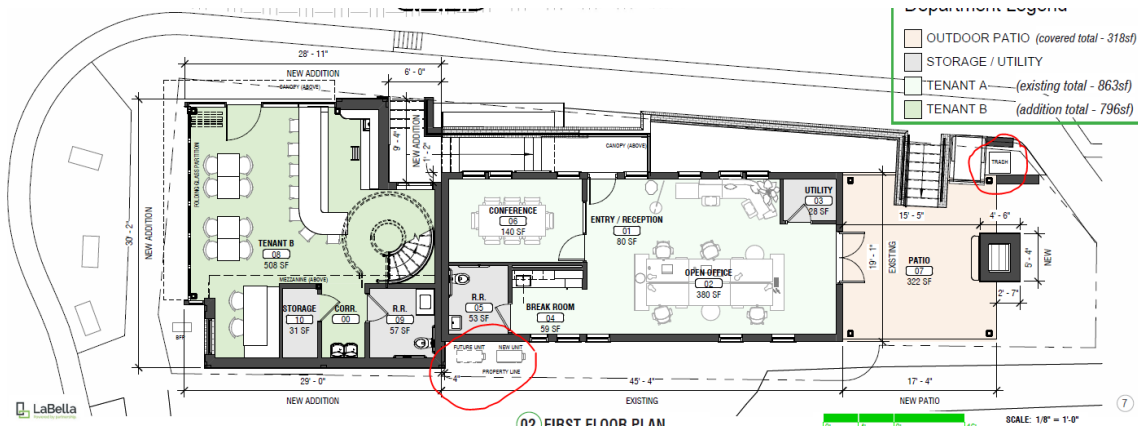 Department Legend
OUTDOOR PATIO (covered total - 318sf)
STORAGE / UTILITY
TENANT A (existing total - 863sf)
TENANT B (addition total - 796sf)
28' - 11"
NEW ADDITION
6' - 0"
CANOPY (ABOVE)
9' - 4"
NEW ADDITION
1' - 2"
CANOPY (ABOVE)
TRASH
FOLDING GLASS PARTITION
NEW ADDITION
30' - 2"
TENANT B
08
508 SF
MEZZANINE (ABOVE)
STORAGE
10
31 SF
CORR.
00
R.R.
09
57 SF
BFP
CONFERENCE
06
140 SF
ENTRY / RECEPTION
01
80 SF
UTILITY
03
28 SF
OPEN OFFICE
02
380 SF
R.R.
05
53 SF
BREAK ROOM
04
59 SF
15' - 5"
4' - 6"
19' - 1"
EXISTING
PATIO
07
322 SF
5' - 4"
NEW
2' - 7"
FUTURE UNIT
NEW UNIT
PROPERTY LINE
4"
29' - 0"
NEW ADDITION
45' - 4"
EXISTING
17' - 4"
NEW PATIO
7
LaBella
02 FIRST FLOOR PLAN
SCALE: 1/8" = 1'-0"